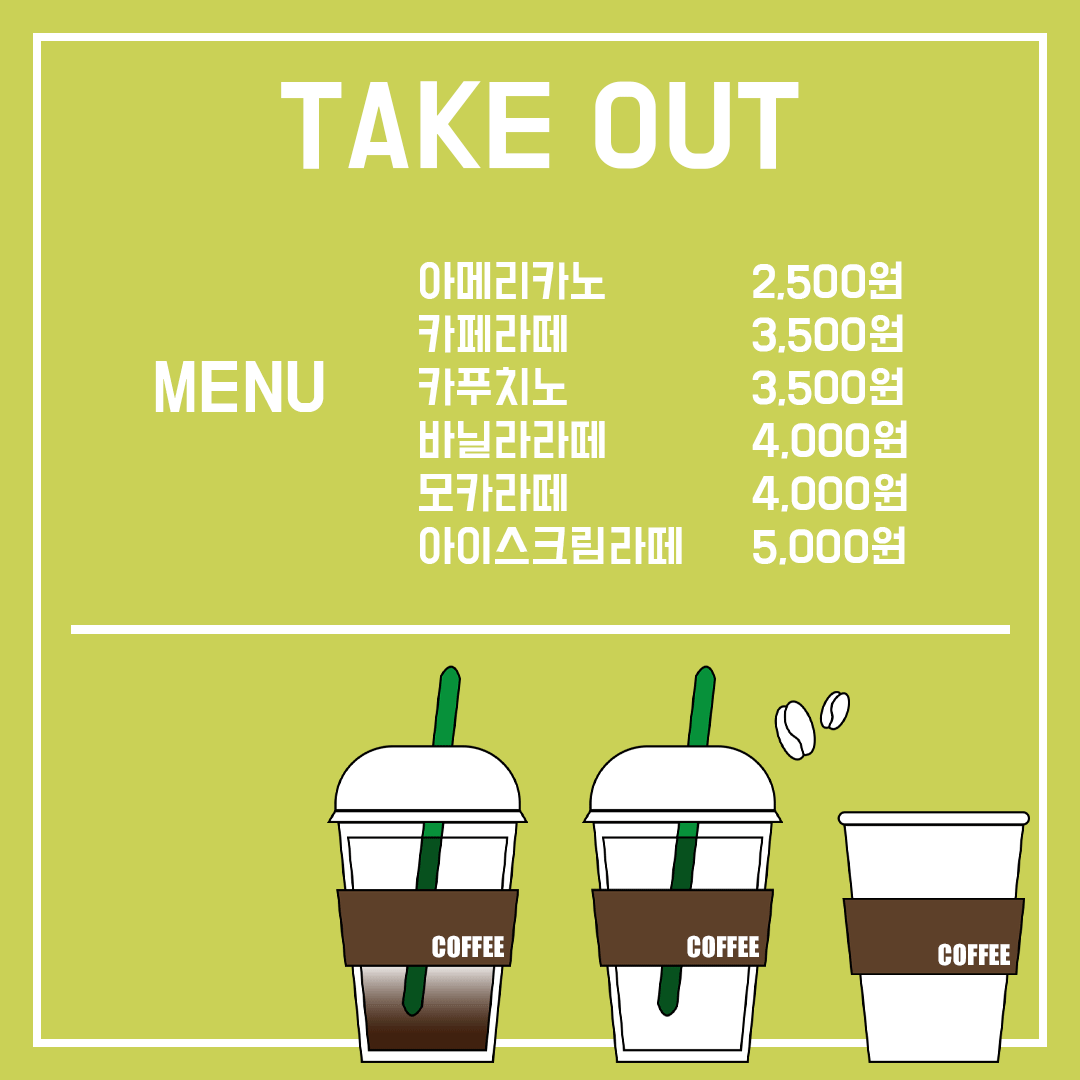 TAKE OUT
MENU
아메리카노 2,500원
카페라떼 3,500원
카푸치노 3,500원
바닐라라떼 4,000원
모카라떼 4,000원
아이스크림라떼 5,000원
COFFEE
COFFEE
COFFEE